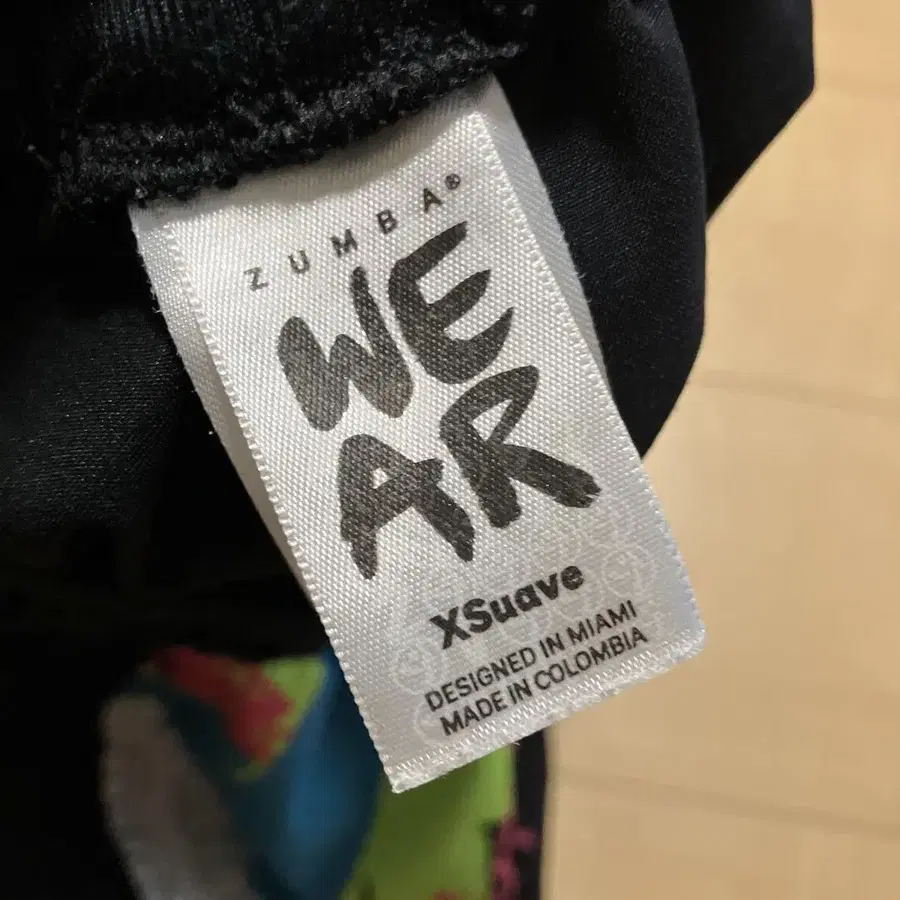 ZUMBA®
WE
AR
XSuave
DESIGNED IN MIAMI
MADE IN COLOMBIA